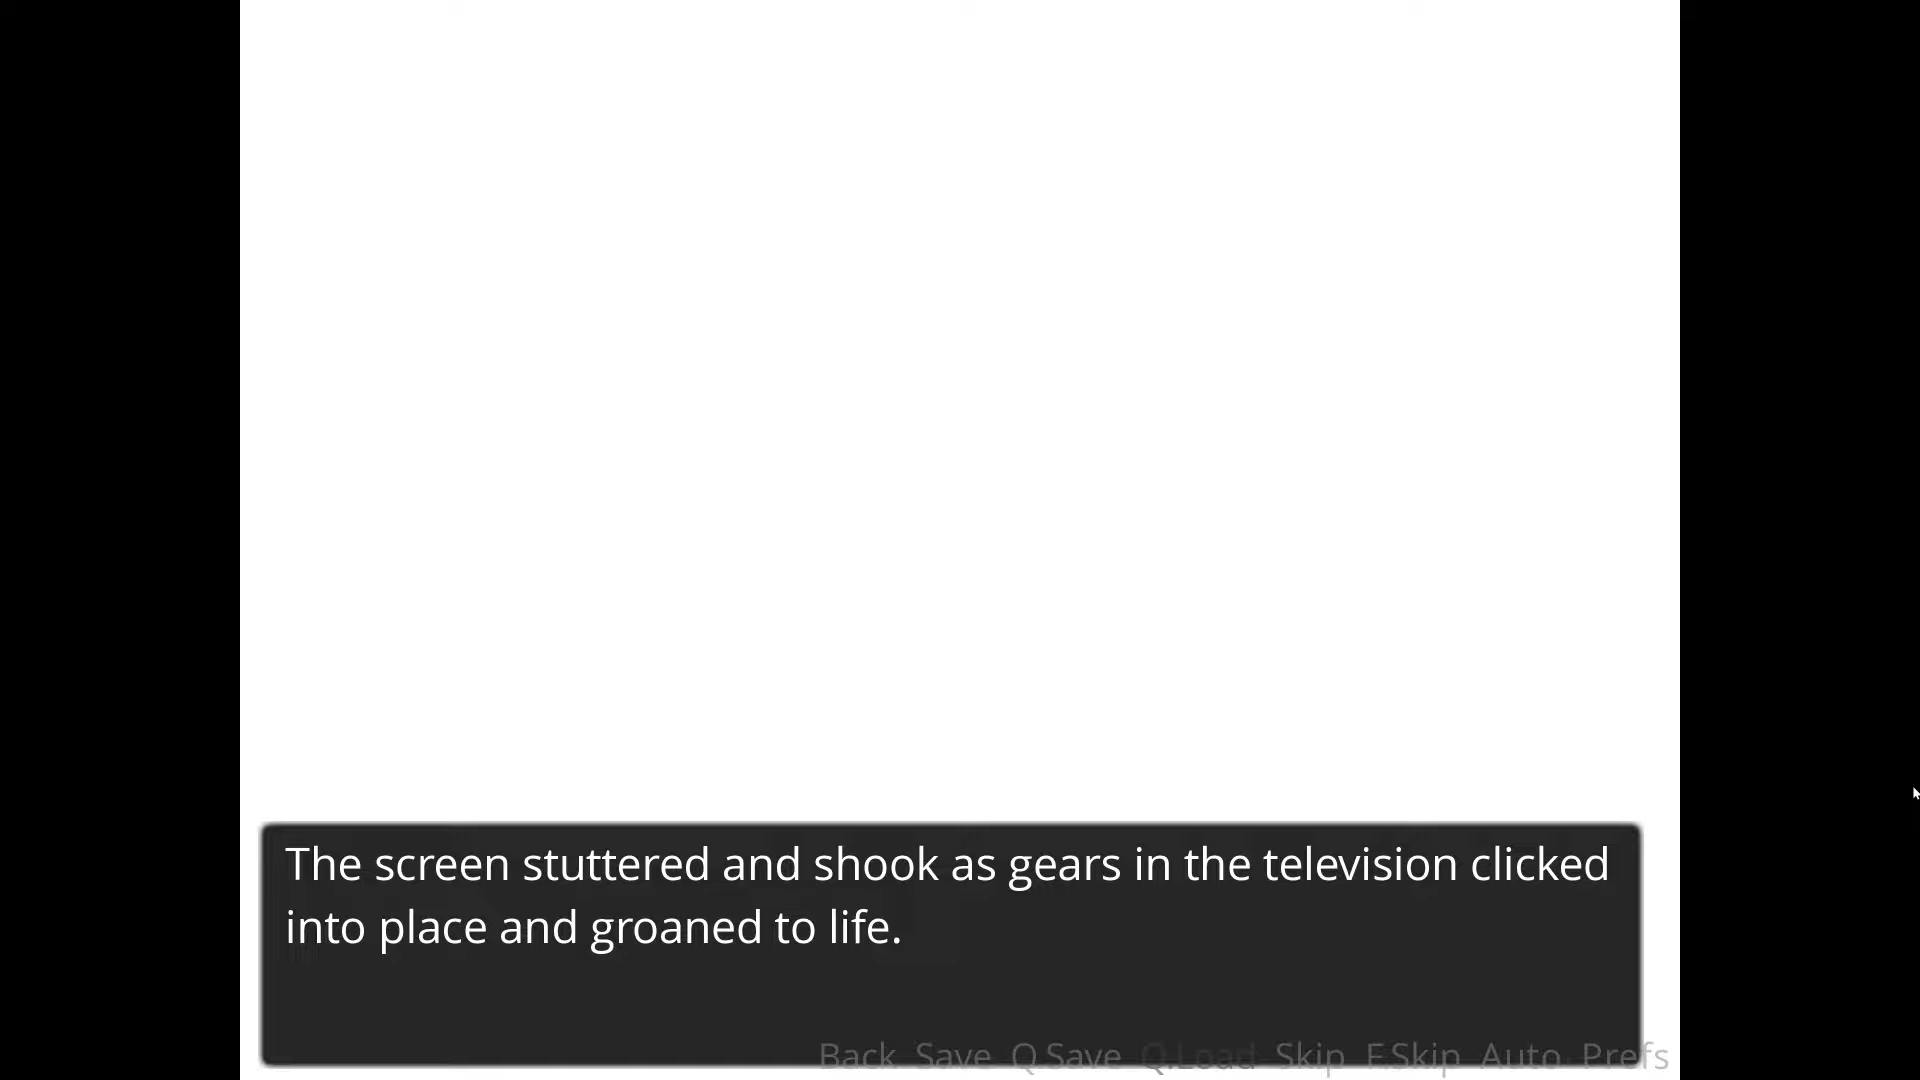 The screen stuttered and shook as gears in the television clicked
into place and groaned to life.
Back Save Q.Save Q.Load Skip F.Skip Auto Prefs